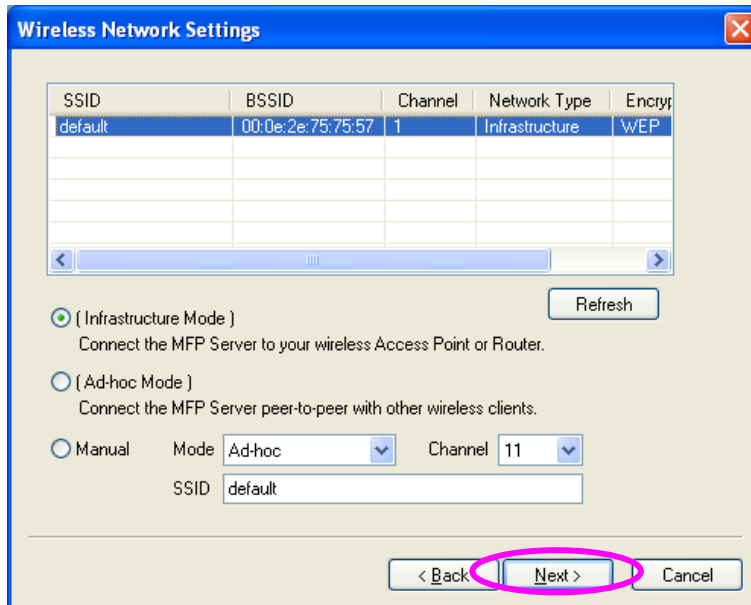 Wireless Network Settings
SSID BSSID Channel Network Type Encryp
default 00:0e:2e:75:75:57 1 Infrastructure WEP
Refresh
( Infrastructure Mode )
Connect the MFP Server to your wireless Access Point or Router.
( Ad-hoc Mode )
Connect the MFP Server peer-to-peer with other wireless clients.
Manual Mode Ad-hoc Channel 11
SSID default
< Back Next > Cancel